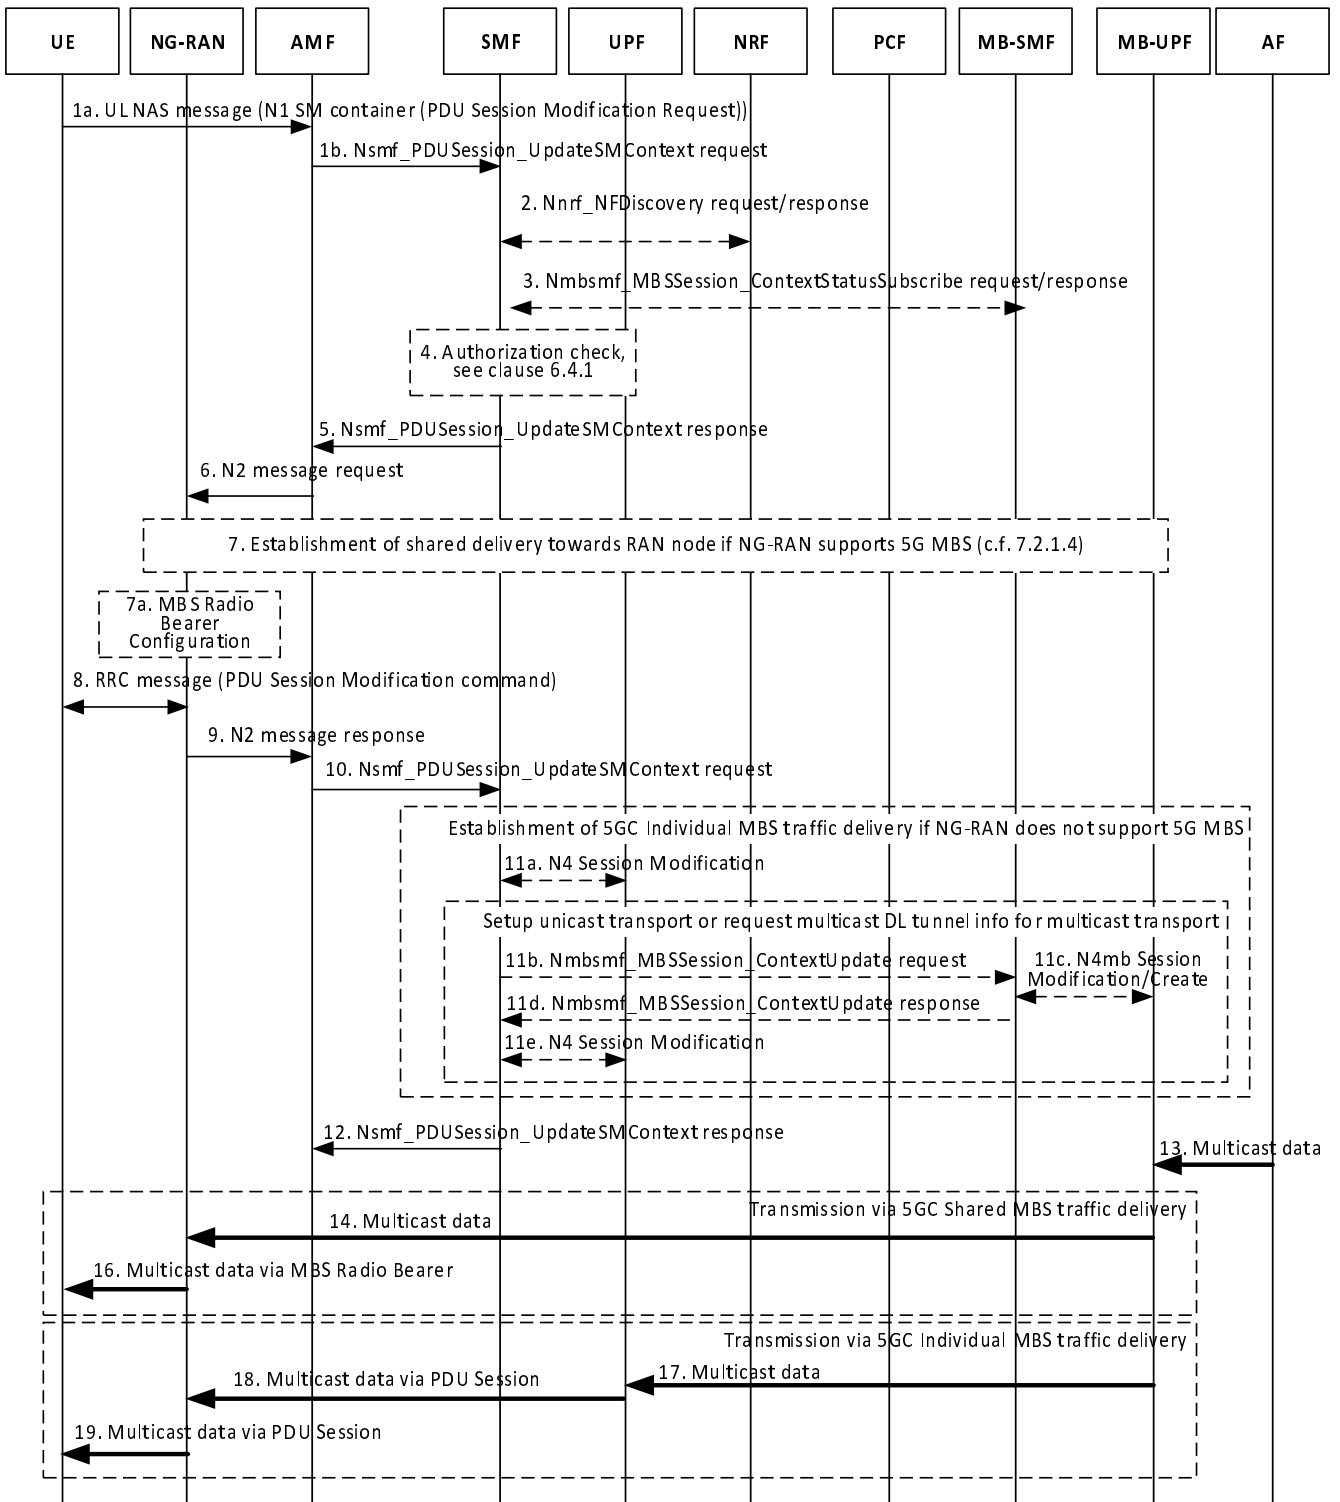 UE
NG-RAN
AMF
SMF
UPF
NRF
PCF
MB-SMF
MB-UPF
AF
1a. UL NAS message (N1 SM container (PDU Session Modification Request))
1b. Nsmf_PDUSession_UpdateSMContext request
2. Nnrf_NFDiscovery request/response
3. Nmbsmf_MBSSession_ContextStatusSubscribe request/response
4. Authorization check,
see clause 6.4.1
5. Nsmf_PDUSession_UpdateSMContext response
6. N2 message request
7. Establishment of shared delivery towards RAN node if NG-RAN supports 5G MBS (c.f. 7.2.1.4)
7a. MBS Radio
Bearer
Configuration
8. RRC message (PDU Session Modification command)
9. N2 message response
10. Nsmf_PDUSession_UpdateSMContext request
Establishment of 5GC Individual MBS traffic delivery if NG-RAN does not support 5G MBS
11a. N4 Session Modification
Setup unicast transport or request multicast DL tunnel info for multicast transport
11b. Nmbsmf_MBSSession_ContextUpdate request
11c. N4mb Session
Modification/Create
11d. Nmbsmf_MBSSession_ContextUpdate response
11e. N4 Session Modification
12. Nsmf_PDUSession_UpdateSMContext response
13. Multicast data
Transmission via 5GC Shared MBS traffic delivery
14. Multicast data
16. Multicast data via MBS Radio Bearer
Transmission via 5GC Individual MBS traffic delivery
17. Multicast data
18. Multicast data via PDU Session
19. Multicast data via PDU Session